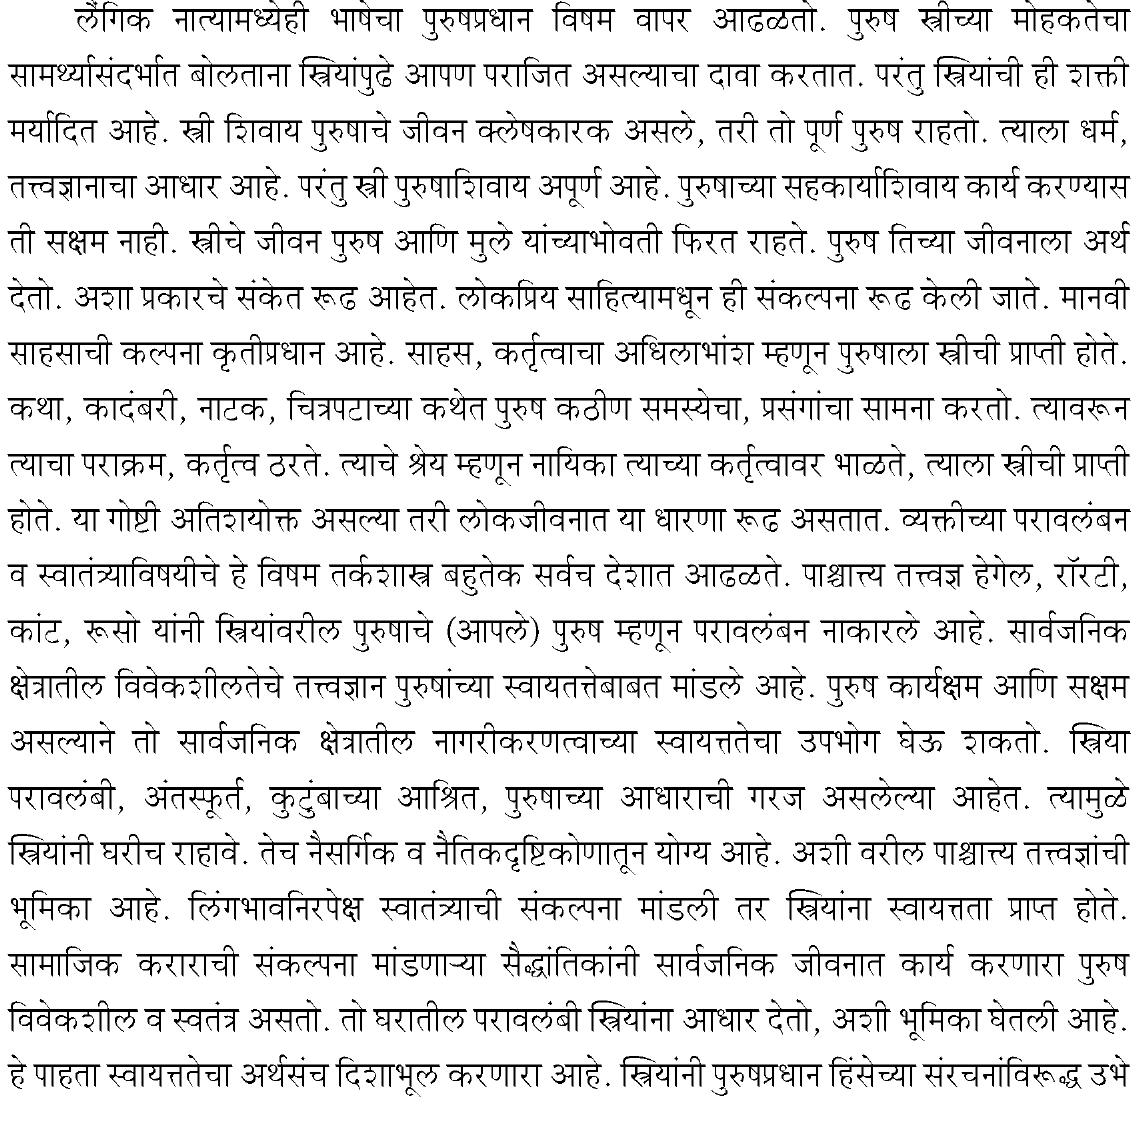 लैंगिक नात्यामध्येही भाषेचा पुरुषप्रधान विषम वापर आढळतो. पुरुष स्त्रीच्या मोहकतेचा
सामर्थ्यासंदर्भात बोलताना स्त्रियांपुढे आपण पराजित असल्याचा दावा करतात. परंतु स्त्रियांची ही शक्ती
मर्यादित आहे. स्त्री शिवाय पुरुषाचे जीवन क्लेषकारक असले, तरी तो पूर्ण पुरुष राहतो. त्याला धर्म,
तत्त्वज्ञानाचा आधार आहे. परंतु स्त्री पुरुषाशिवाय अपूर्ण आहे. पुरुषाच्या सहकार्याशिवाय कार्य करण्यास
ती सक्षम नाही. स्त्रीचे जीवन पुरुष आणि मुले यांच्याभोवती फिरत राहते. पुरुष तिच्या जीवनाला अर्थ
देतो. अशा प्रकारचे संकेत रूढ आहेत. लोकप्रिय साहित्यामधून ही संकल्पना रूढ केली जाते. मानवी
साहसाची कल्पना कृतीप्रधान आहे. साहस, कर्तृत्वाचा अधिलाभांश म्हणून पुरुषाला स्त्रीची प्राप्ती होते.
कथा, कादंबरी, नाटक, चित्रपटाच्या कथेत पुरुष कठीण समस्येचा, प्रसंगांचा सामना करतो. त्यावरून
त्याचा पराक्रम, कर्तृत्व ठरते. त्याचे श्रेय म्हणून नायिका त्याच्या कर्तृत्वावर भाळते, त्याला स्त्रीची प्राप्ती
होते. या गोष्टी अतिशयोक्त असल्या तरी लोकजीवनात या धारणा रूढ असतात. व्यक्तीच्या परावलंबन
व स्वातंत्र्याविषयीचे हे विषम तर्कशास्त्र बहुतेक सर्वच देशात आढळते. पाश्चात्त्य तत्त्वज्ञ हेगेल, रॉरटी,
कांट, रूसो यांनी स्त्रियांवरील पुरुषाचे (आपले) पुरुष म्हणून परावलंबन नाकारले आहे. सार्वजनिक
क्षेत्रातील विवेकशीलतेचे तत्त्वज्ञान पुरुषांच्या स्वायतत्तेबाबत मांडले आहे. पुरुष कार्यक्षम आणि सक्षम
असल्याने तो सार्वजनिक क्षेत्रातील नागरीकरणत्वाच्या स्वायत्ततेचा उपभोग घेऊ शकतो. स्त्रिया
परावलंबी, अंतस्फूर्त, कुटुंबाच्या आश्रित, पुरुषाच्या आधाराची गरज असलेल्या आहेत. त्यामुळे
स्त्रियांनी घरीच राहावे. तेच नैसर्गिक व नैतिकदृष्टिकोणातून योग्य आहे. अशी वरील पाश्चात्त्य तत्त्वज्ञांची
भूमिका आहे. लिंगभावनिरपेक्ष स्वातंत्र्याची संकल्पना मांडली तर स्त्रियांना स्वायत्तता प्राप्त होते.
सामाजिक कराराची संकल्पना मांडणाऱ्या सैद्धांतिकांनी सार्वजनिक जीवनात कार्य करणारा पुरुष
विवेकशील व स्वतंत्र असतो. तो घरातील परावलंबी स्त्रियांना आधार देतो, अशी भूमिका घेतली आहे.
हे पाहता स्वायत्ततेचा अर्थसंच दिशाभूल करणारा आहे. स्त्रियांनी पुरुषप्रधान हिंसेच्या संरचनांविरूद्ध उभे